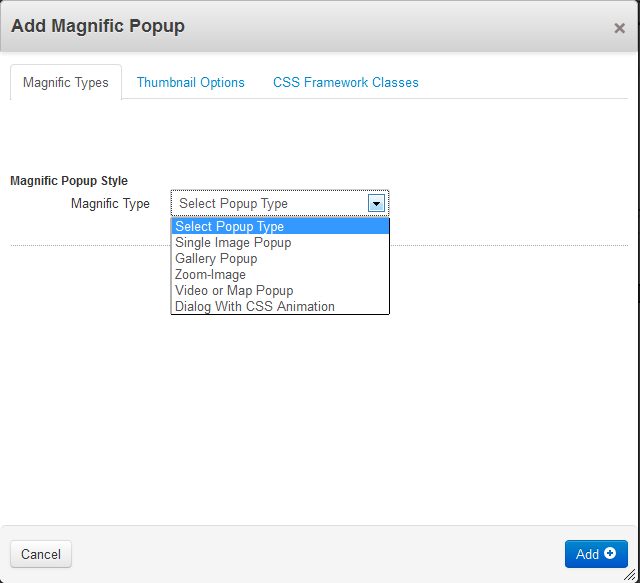 Add Magnific Popup
×
Magnific Types Thumbnail Options CSS Framework Classes
Magnific Popup Style
Magnific Type Select Popup Type
Select Popup Type
Single Image Popup
Gallery Popup
Zoom-Image
Video or Map Popup
Dialog With CSS Animation
Cancel Add